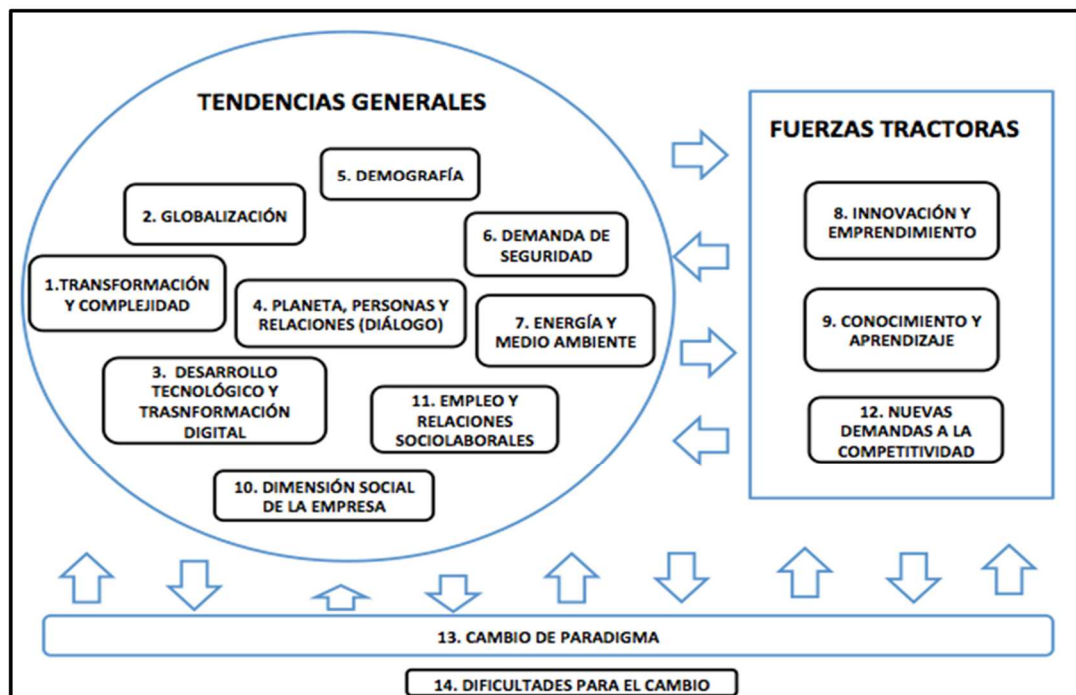 TENDENCIAS GENERALES
5. DEMOGRAFÍA
2. GLOBALIZACIÓN
6. DEMANDA DE
SEGURIDAD
1.TRANSFORMACIÓN
Y COMPLEJIDAD
4. PLANETA, PERSONAS Y
RELACIONES (DIÁLOGO)
7. ENERGÍA Y
MEDIO AMBIENTE
3. DESARROLLO
TECNOLÓGICO Y
TRASNFORMACIÓN
DIGITAL
11. EMPLEO Y
RELACIONES
SOCIOLABORALES
10. DIMENSIÓN SOCIAL
DE LA EMPRESA
FUERZAS TRACTORAS
8. INNOVACIÓN Y
EMPRENDIMIENTO
9. CONOCIMIENTO Y
APRENDIZAJE
12. NUEVAS
DEMANDAS A LA
COMPETITIVIDAD
13. CAMBIO DE PARADIGMA
14. DIFICULTADES PARA EL CAMBIO